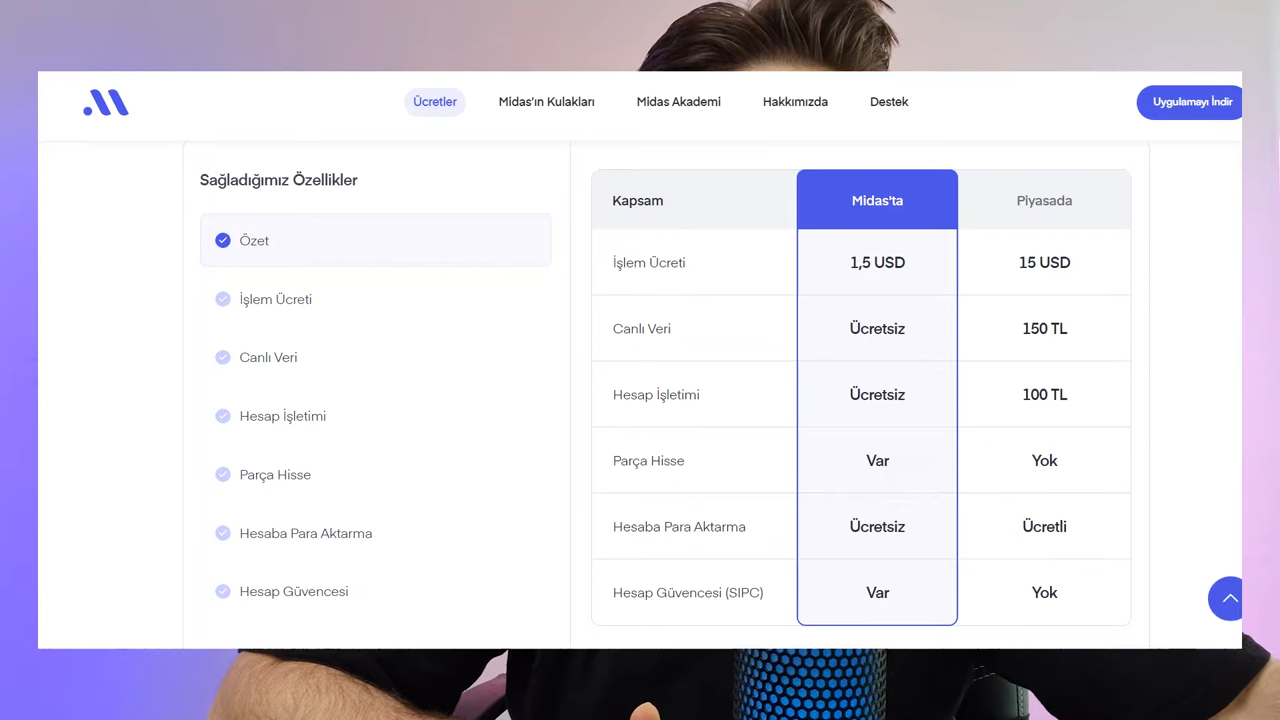 Ücretler
Midas'ın Kulakları
Midas Akademi
Hakkımızda
Destek
Uygulamayı İndir
Sağladığımız Özellikler
Özet
İşlem Ücreti
Canlı Veri
Hesap İşletimi
Parça Hisse
Hesaba Para Aktarma
Hesap Güvencesi
Kapsam Midas'ta Piyasada
İşlem Ücreti 1,5 USD 15 USD
Canlı Veri Ücretsiz 150 TL
Hesap İşletimi Ücretsiz 100 TL
Parça Hisse Var Yok
Hesaba Para Aktarma Ücretsiz Ücretli
Hesap Güvencesi (SIPC) Var Yok